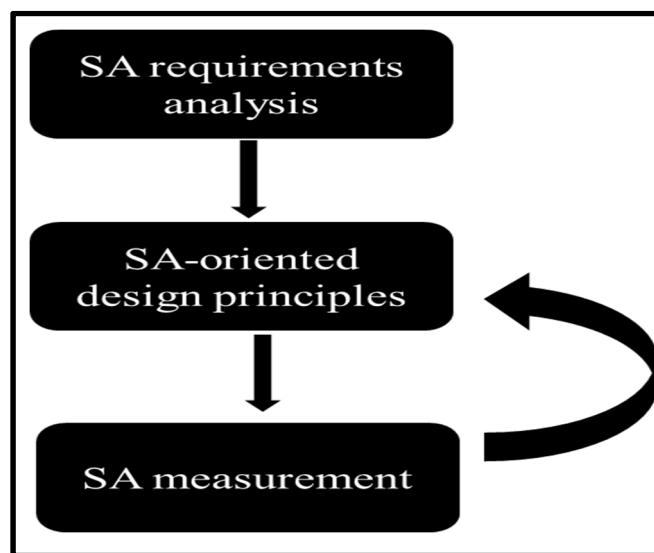 SA requirements
analysis
SA-oriented
design principles
SA measurement